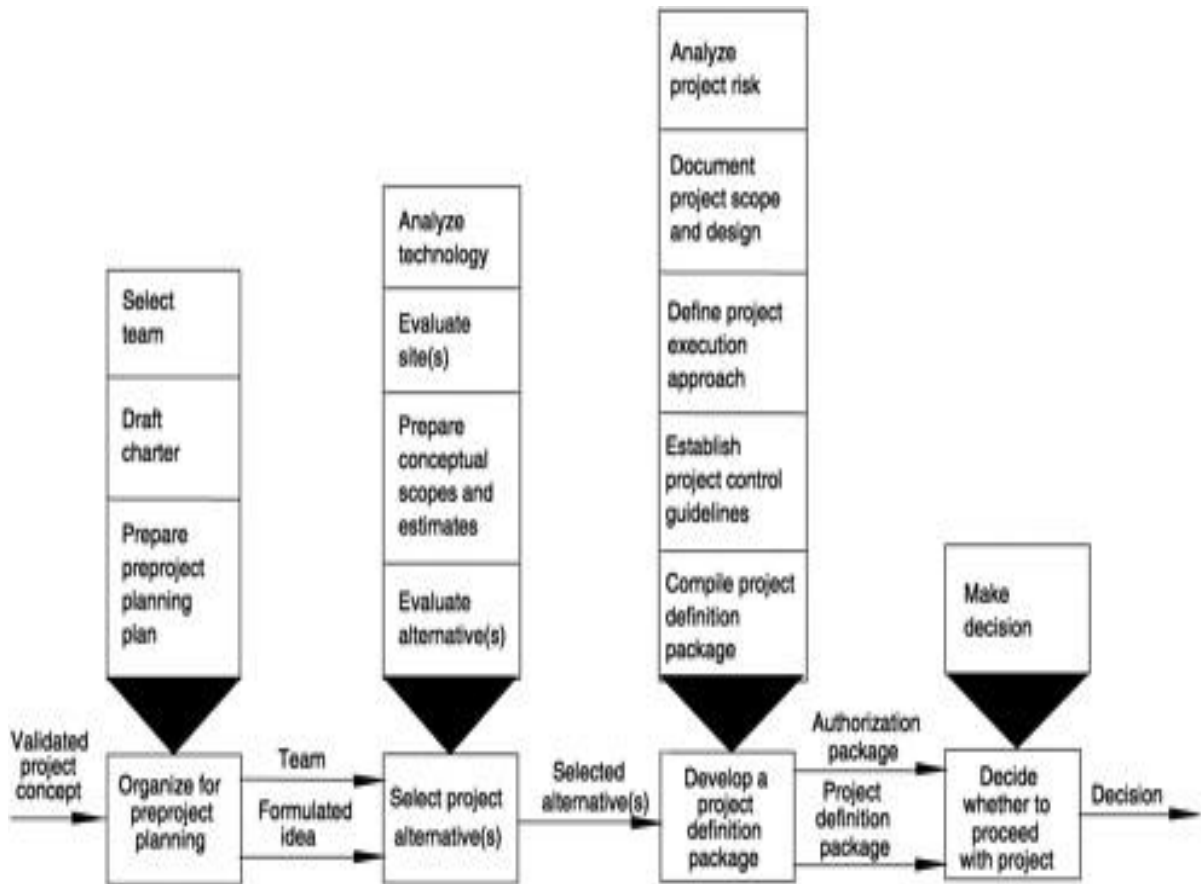 Select
team
Draft
charter
Prepare
preproject
planning
plan
Analyze
technology
Evaluate
site(s)
Prepare
conceptual
scopes and
estimates
Evaluate
alternative(s)
Analyze
project risk
Document
project scope
and design
Define project
execution
approach
Establish
project control
guidelines
Compile project
definition
package
Make
decision
Validated
project
concept
Organize for
preproject
planning
Team
Formulated
idea
Select project
alternative(s)
Selected
alternative(s)
Develop a
project
definition
package
Authorization
package
Project
definition
package
Decide
whether to
proceed
with project
Decision